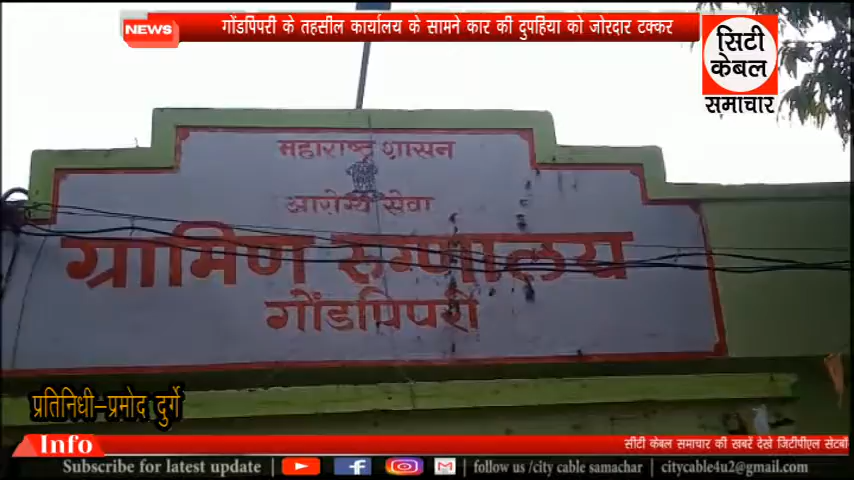 NEWS
गोंडपिपरी के तहसील कार्यालय के सामने कार की दुपहिया को जोरदार टक्कर
सिटी
केबल
समाचार
महाराष्ट्र शासन
आरोग्य सेवा
ग्रामिण रुग्णालय
गोंडपिपरी
प्रतिनिधी-प्रमोद दुर्गे
Info
सीटी केबल समाचार की खबरें देखे जिटीपीएल सेटबॉ
Subscribe for latest update
follow us /city cable samachar
citycable4u2@gmail.com